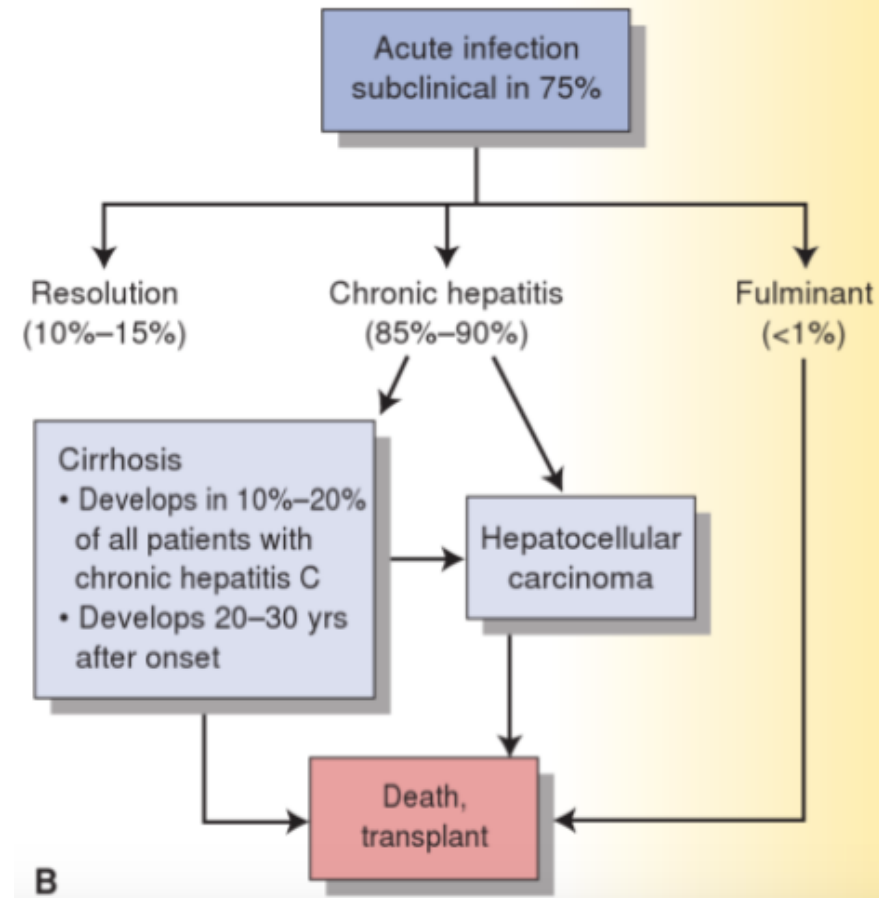 Acute infection
subclinical in 75%
Resolution
(10%–15%)
Chronic hepatitis
(85%–90%)
Fulminant
(<1%)
Cirrhosis
• Develops in 10%–20%
of all patients with
chronic hepatitis C
• Develops 20–30 yrs
after onset
Hepatocellular
carcinoma
Death,
transplant
B